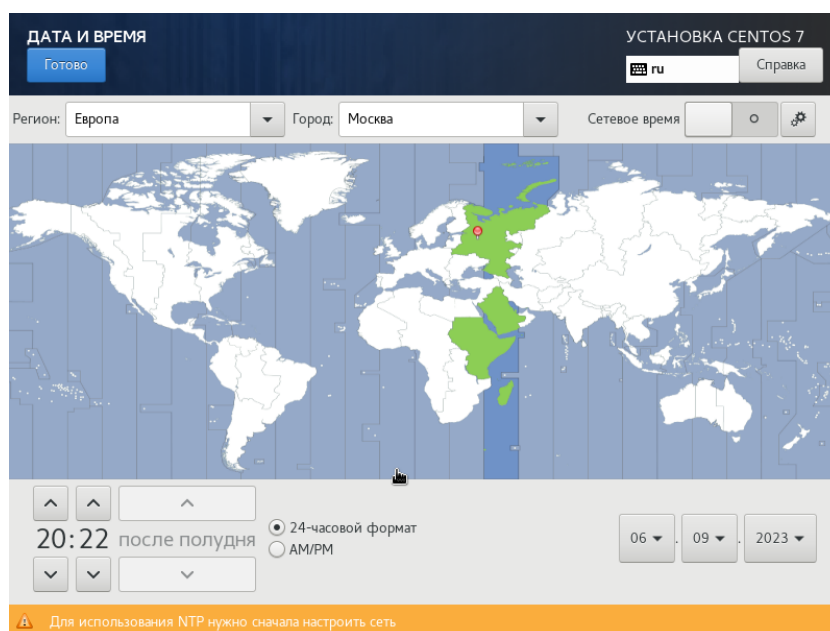 ДАТА И ВРЕМЯ
УСТАНОВКА CENTOS 7
Готово
ru
Справка
Регион: Европа Город: Москва Сетевое время
20:22 после полудня
24-часовой формат
AM/PM
06 . 09 . 2023
Для использования NTP нужно сначала настроить сеть